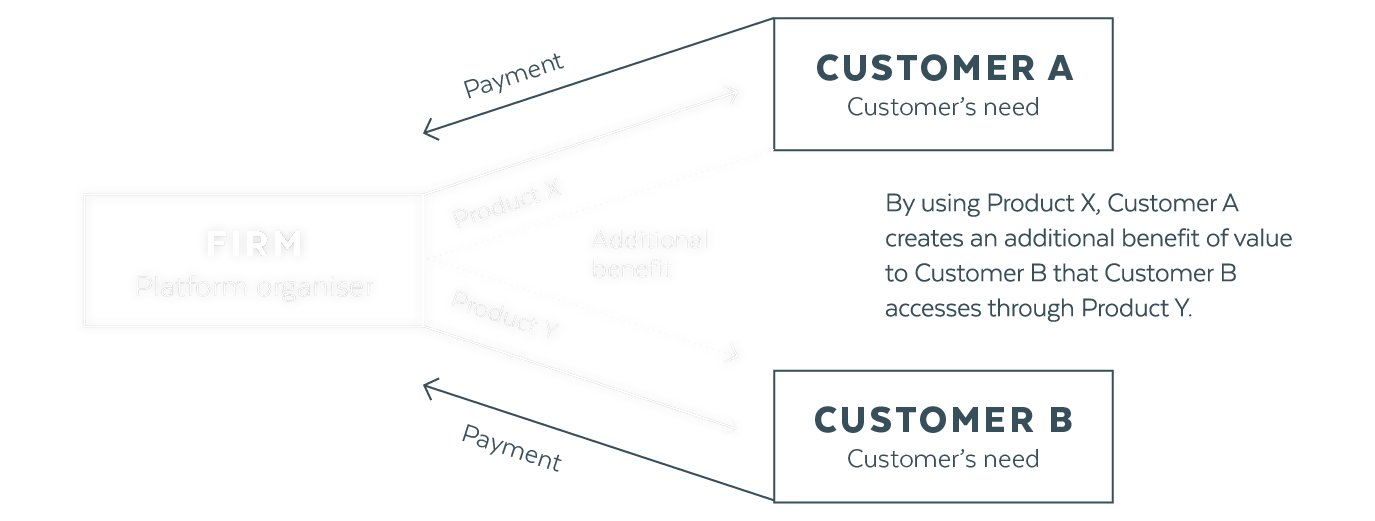 Payment
CUSTOMER A
Customer's need
Product X
By using Product X, Customer A
creates an additional benefit of value
to Customer B that Customer B
accesses through Product Y.
FIRM
Platform organiser
Additional
benefit
Product Y
CUSTOMER B
Customer's need
Payment